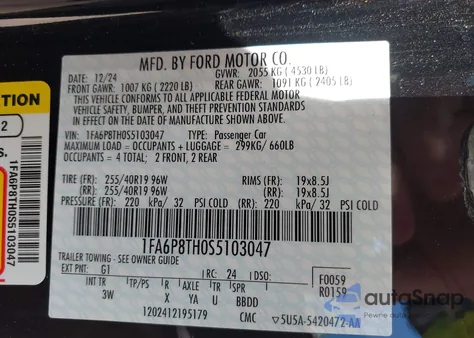 MFD. BY FORD MOTOR CO.
DATE: 12/24 GVWR: 2055 KG ( 4530 LB)
FRONT GAWR: 1007 KG ( 2220 LB) REAR GAWR: 1091 KG ( 2405 LB)
THIS VEHICLE CONFORMS TO ALL APPLICABLE FEDERAL MOTOR
VEHICLE SAFETY, BUMPER, AND THEFT PREVENTION STANDARDS
IN EFFECT ON THE DATE OF MANUFACTURE SHOWN ABOVE.
VIN: 1FA6P8TH0S5103047 TYPE: Passenger Car
MAXIMUM LOAD = OCCUPANTS + LUGGAGE = 299KG/ 660LB
OCCUPANTS = 4 TOTAL; 2 FRONT, 2 REAR
TIRE (FR): 255/40R19 96W RIMS (FR): 19x8.5J
(RR): 255/40R19 96W (RR): 19x8.5J
PRESSURE (FR): 220 kPa/ 32 PSI COLD (RR): 220 kPa/ 32 PSI COLD
1FA6P8TH0S5103047
TRAILER TOWING - SEE OWNER GUIDE
EXT PNT: G1 RC: 24 DSO: F0059
R0159
INT TR TP/PS R AXLE TR SPR
3W X YA U BBDD
1202412195179 CMC 5U5A-5420472-AA
TION
2
s.
1FA6P8TH0S5103047
autoSnap
Pewne auto